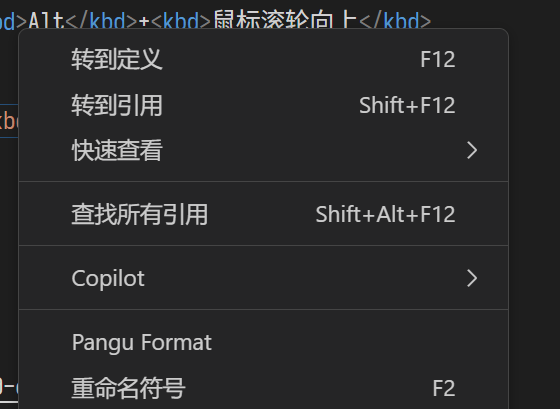 d>Alt</kbd>+<kbd>鼠标滚轮向上</kbd>
转到定义 F12
转到引用 Shift+F12
kbd
快速查看
查找所有引用 Shift+Alt+F12
Copilot
Pangu Format
重命名符号 F2